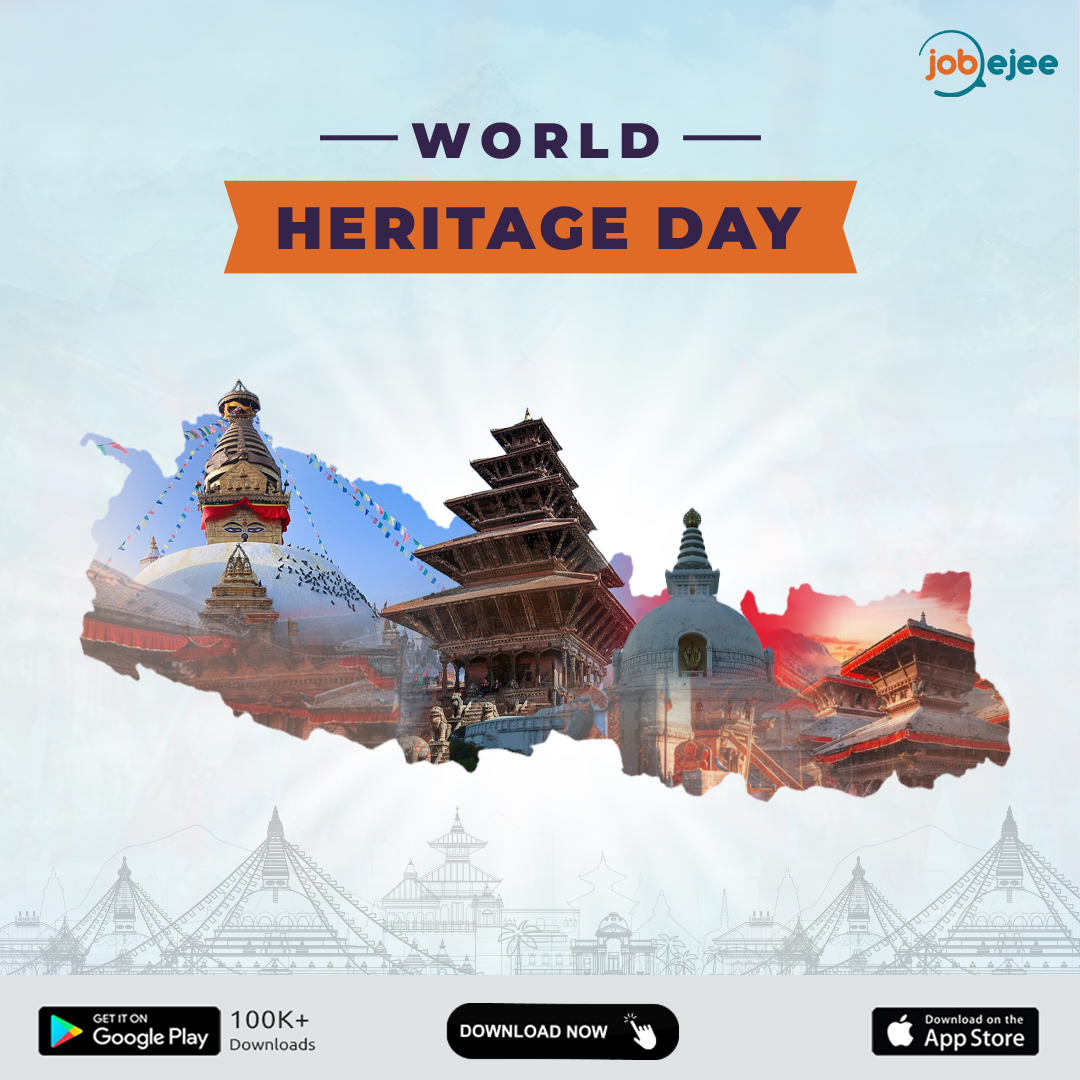 jobejee
WORLD
HERITAGE DAY
GET IT ON
Google Play
100K+
Downloads
DOWNLOAD NOW
Download on the
App Store